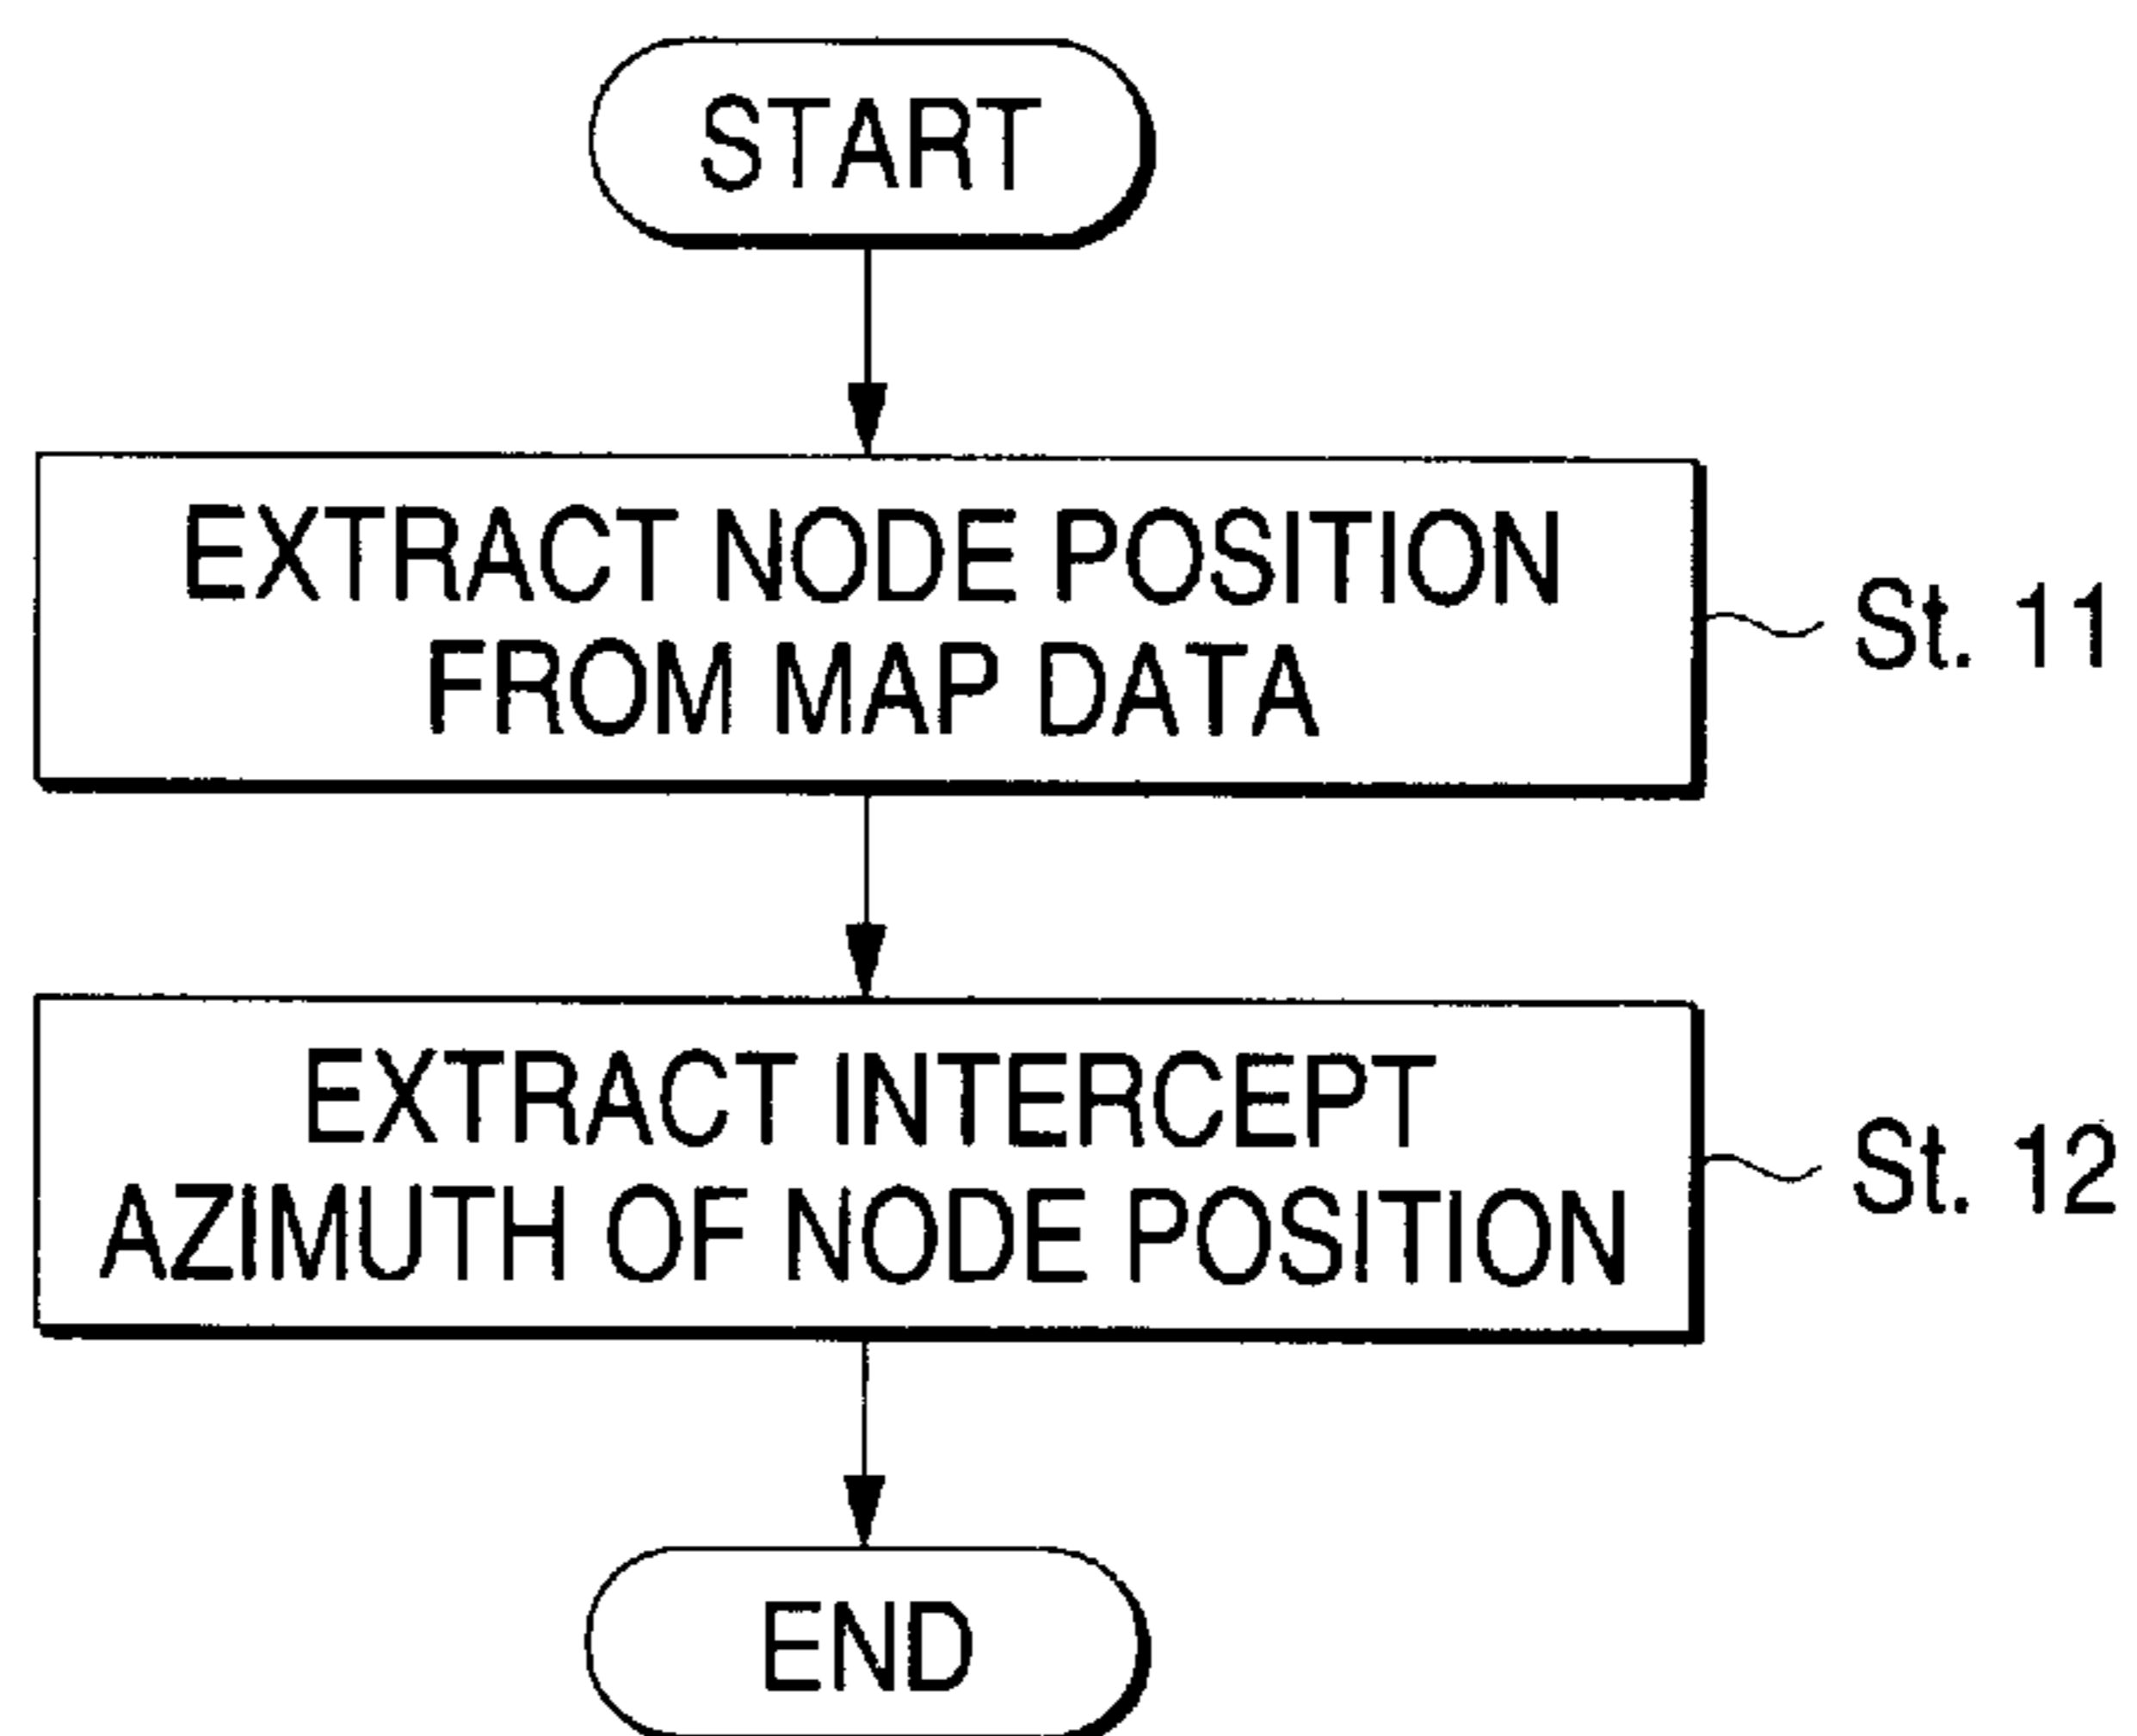 START
EXTRACT NODE POSITION
FROM MAP DATA
St. 11
EXTRACT INTERCEPT
AZIMUTH OF NODE POSITION
St. 12
END